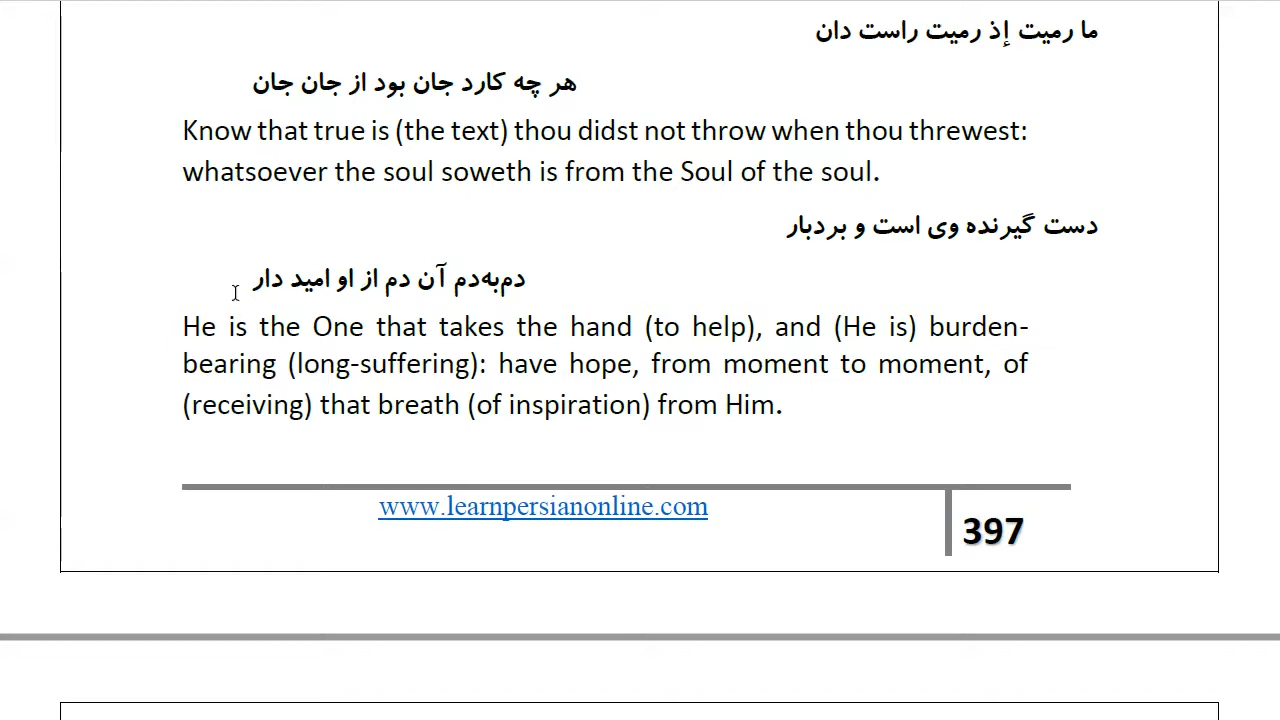 ما رمیت إذ رمیت راست دان
هر چه کارد جان بود از جان جان
Know that true is (the text) thou didst not throw when thou threwest:
whatsoever the soul soweth is from the Soul of the soul.
دست گیرنده وی است و بردبار
دم‌به‌دم آن دم از او امید دار
He is the One that takes the hand (to help), and (He is) burden-
bearing (long-suffering): have hope, from moment to moment, of
(receiving) that breath (of inspiration) from Him.
www.learnpersianonline.com
397